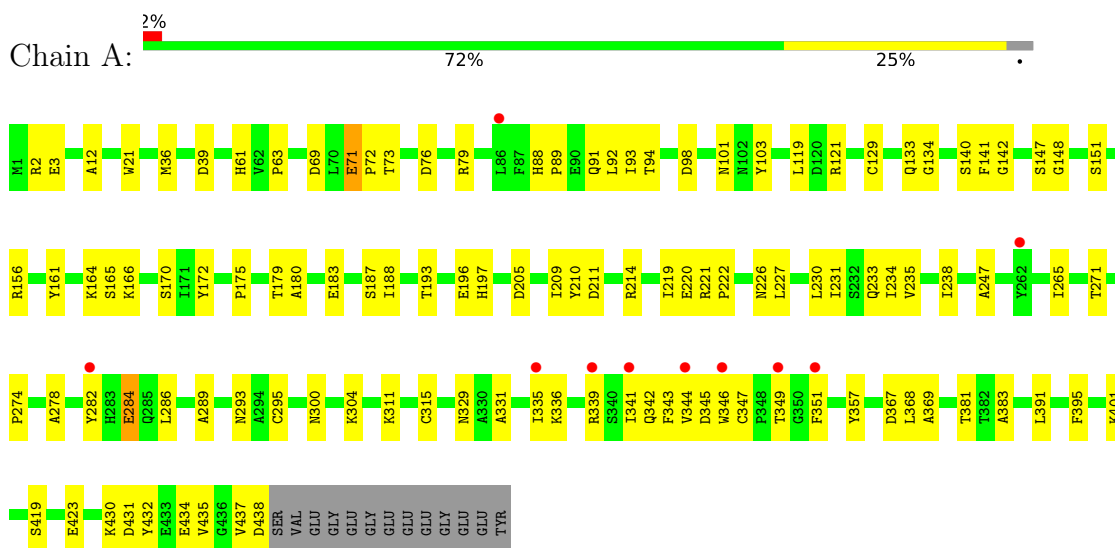 2%
Chain A:
72% 25% •
M1 R2 E3 A12 W21 M36 D39 H61 V62 P63 D69 L70 E71 P72 T73 D76 R79 L86 F87 H88 P89 E90 Q91 L92 I93 T94 D98 N101 N102 Y103 L119 D120 R121 C129 Q133 G134 S140 F141 G142 S147 G148 S151
R156 Y161 K164 S165 K166 S170 I171 Y172 P175 T179 A180 E183 S187 I188 T193 E196 H197 D205 I209 Y210 D211 R214 I219 E220 R221 P222 N226 L227 L230 I231 S232 Q233 I234 V235 I238 A247 Y262 I265 T271
P274 A278 Y282 H283 E284 Q285 L286 A289 N293 A294 C295 N300 K304 K311 C315 N329 A330 A331 I335 K336 R339 S340 I341 Q342 F343 V344 D345 W346 C347 P348 T349 G350 F351 Y357 D367 L368 A369 T381 T382 A383 L391 F395 K401
S419 E423 K430 D431 Y432 E433 E434 V435 G436 V437 D438 SER VAL GLU GLY GLU GLY GLU GLU GLU GLY GLU GLU TYR